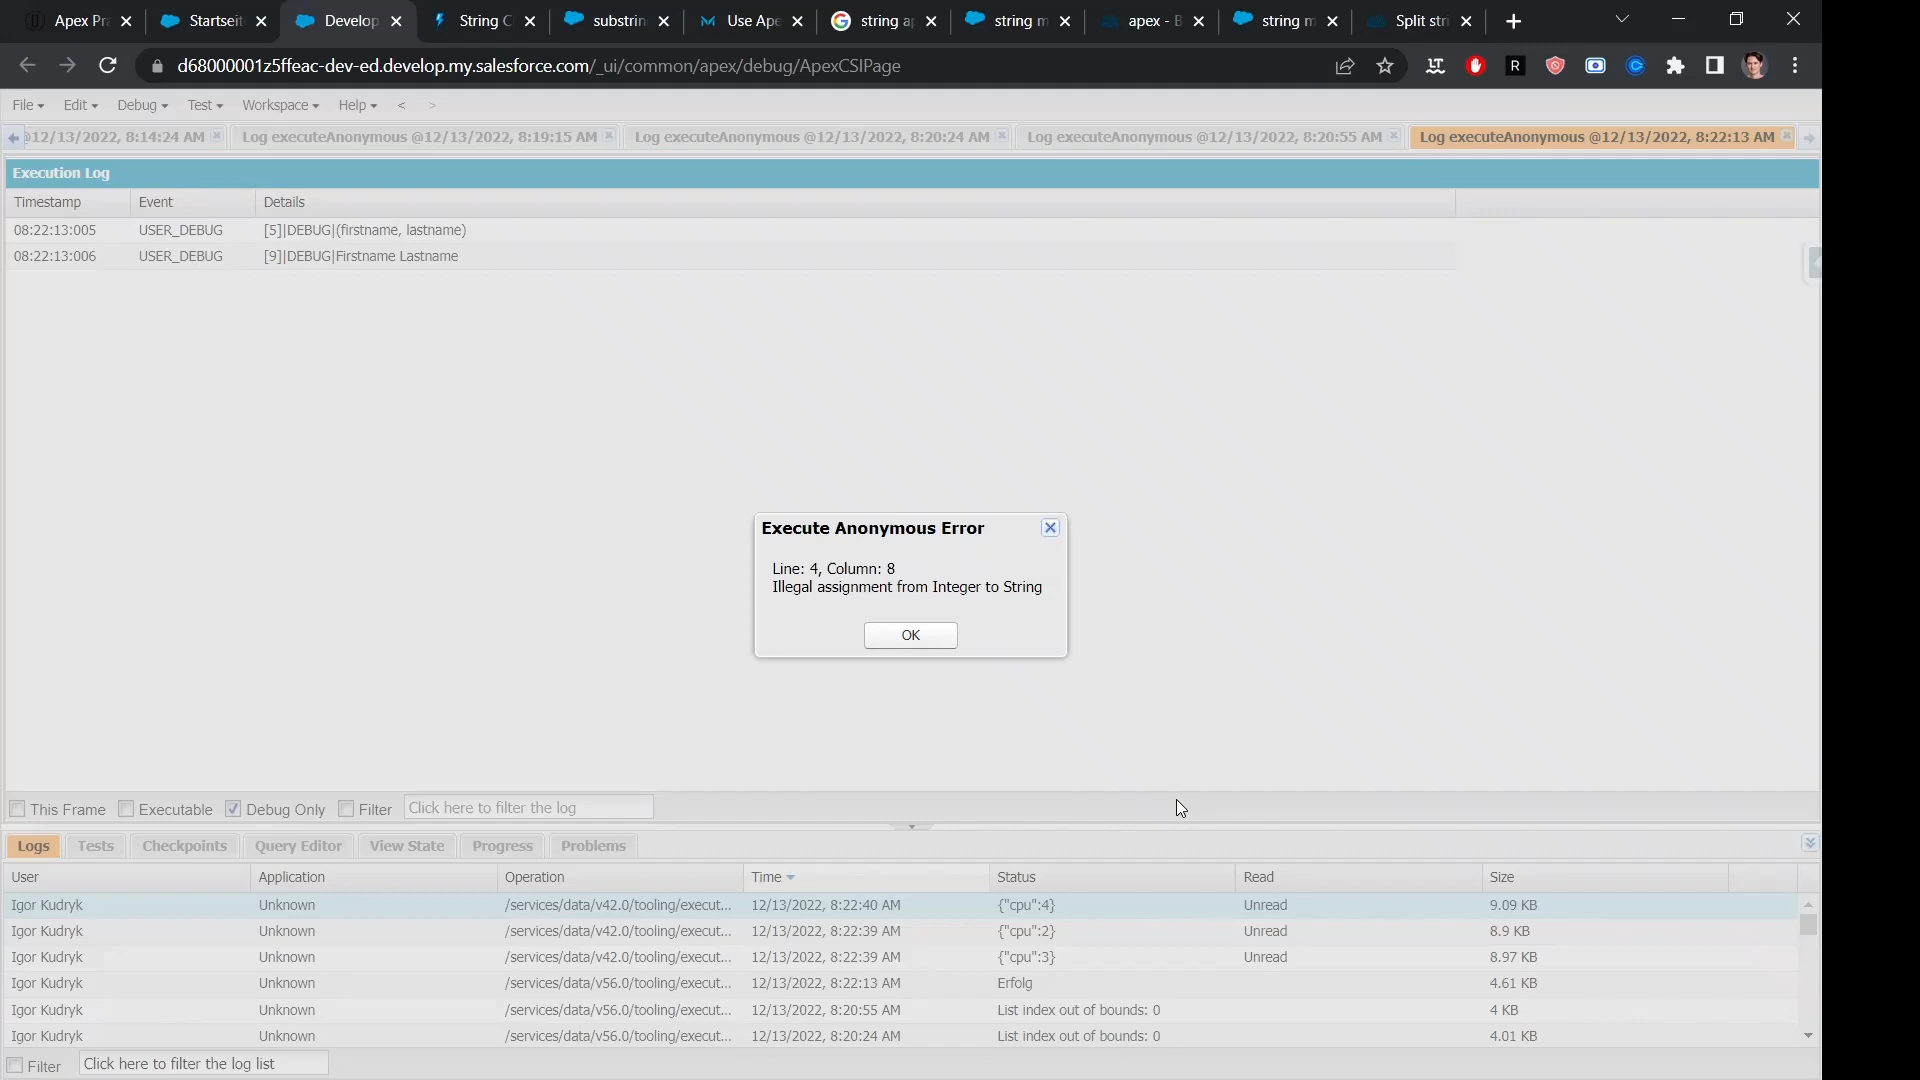 Apex Pra
Startseit
Develop
String C
substrin
Use Ape
string ap
string m
apex - B
string m
Split stri
d68000001z5ffeac-dev-ed.develop.my.salesforce.com/_ui/common/apex/debug/ApexCSIPage
File Edit Debug Test Workspace Help < >
@12/13/2022, 8:14:24 AM
Log executeAnonymous @12/13/2022, 8:19:15 AM
Log executeAnonymous @12/13/2022, 8:20:24 AM
Log executeAnonymous @12/13/2022, 8:20:55 AM
Log executeAnonymous @12/13/2022, 8:22:13 AM
Execution Log
Timestamp Event Details
08:22:13:005 USER_DEBUG [5]|DEBUG|(firstname, lastname)
08:22:13:006 USER_DEBUG [9]|DEBUG|Firstname Lastname
Execute Anonymous Error
Line: 4, Column: 8
Illegal assignment from Integer to String
OK
This Frame Executable Debug Only Filter Click here to filter the log
Logs Tests Checkpoints Query Editor View State Progress Problems
User Application Operation Time Status Read Size
Igor Kudryk Unknown /services/data/v42.0/tooling/execut... 12/13/2022, 8:22:40 AM {"cpu":4} Unread 9.09 KB
Igor Kudryk Unknown /services/data/v42.0/tooling/execut... 12/13/2022, 8:22:39 AM {"cpu":2} Unread 8.9 KB
Igor Kudryk Unknown /services/data/v42.0/tooling/execut... 12/13/2022, 8:22:39 AM {"cpu":3} Unread 8.97 KB
Igor Kudryk Unknown /services/data/v56.0/tooling/execut... 12/13/2022, 8:22:13 AM Erfolg 4.61 KB
Igor Kudryk Unknown /services/data/v56.0/tooling/execut... 12/13/2022, 8:20:55 AM List index out of bounds: 0 4 KB
Igor Kudryk Unknown /services/data/v56.0/tooling/execut... 12/13/2022, 8:20:24 AM List index out of bounds: 0 4.01 KB
Filter Click here to filter the log list